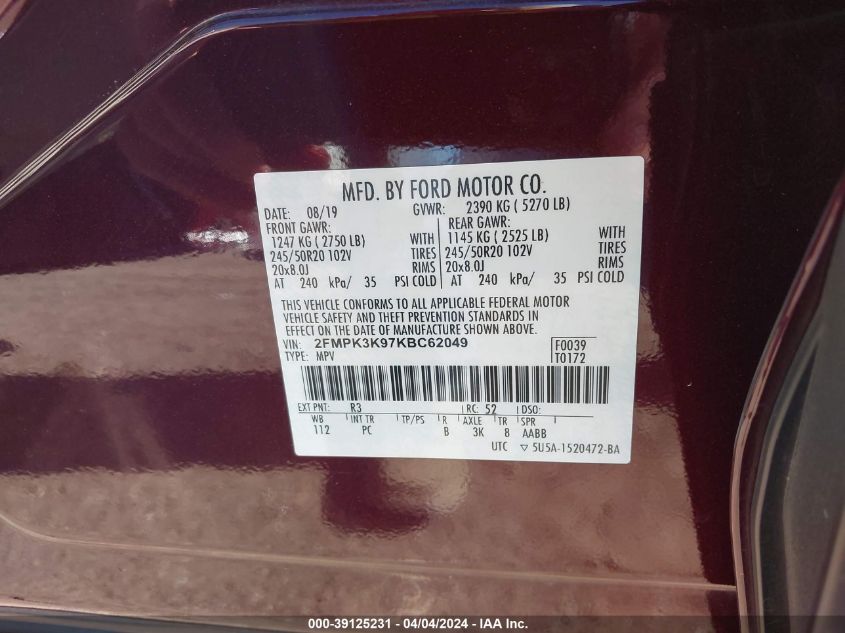 MFD. BY FORD MOTOR CO.
DATE: 08/19 GVWR: 2390 KG ( 5270 LB)
FRONT GAWR: REAR GAWR:
1247 KG ( 2750 LB) WITH 1145 KG ( 2525 LB) WITH
245/50R20 102V TIRES 245/50R20 102V TIRES
20x8.0J RIMS 20x8.0J RIMS
AT 240 kPa/ 35 PSI COLD AT 240 kPa/ 35 PSI COLD
THIS VEHICLE CONFORMS TO ALL APPLICABLE FEDERAL MOTOR
VEHICLE SAFETY AND THEFT PREVENTION STANDARDS IN
EFFECT ON THE DATE OF MANUFACTURE SHOWN ABOVE.
VIN: 2FMPK3K97KBC62049 F0039
TYPE: MPV T0172
EXT PNT: R3 RC: 52 DSO:
WB INT TR TP/PS R AXLE TR SPR
112 PC B 3K 8 AABB
UTC ▽ 5U5A-1520472-BA
000-39125231 - 04/04/2024 - IAA Inc.